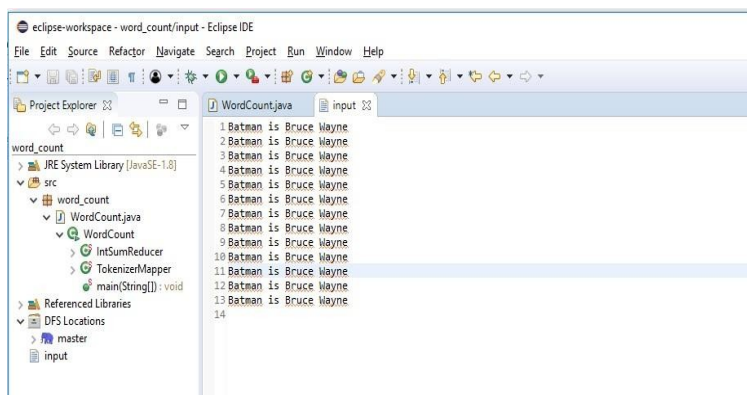 eclipse-workspace - word_count/input - Eclipse IDE
File Edit Source Refactor Navigate Search Project Run Window Help
Project Explorer
WordCount.java input
word_count
JRE System Library [JavaSE-1.8]
src
word_count
WordCount.java
WordCount
IntSumReducer
TokenizerMapper
main(String[]) : void
Referenced Libraries
DFS Locations
master
input
1 Batman is Bruce Wayne
2 Batman is Bruce Wayne
3 Batman is Bruce Wayne
4 Batman is Bruce Wayne
5 Batman is Bruce Wayne
6 Batman is Bruce Wayne
7 Batman is Bruce Wayne
8 Batman is Bruce Wayne
9 Batman is Bruce Wayne
10 Batman is Bruce Wayne
11 Batman is Bruce Wayne
12 Batman is Bruce Wayne
13 Batman is Bruce Wayne
14